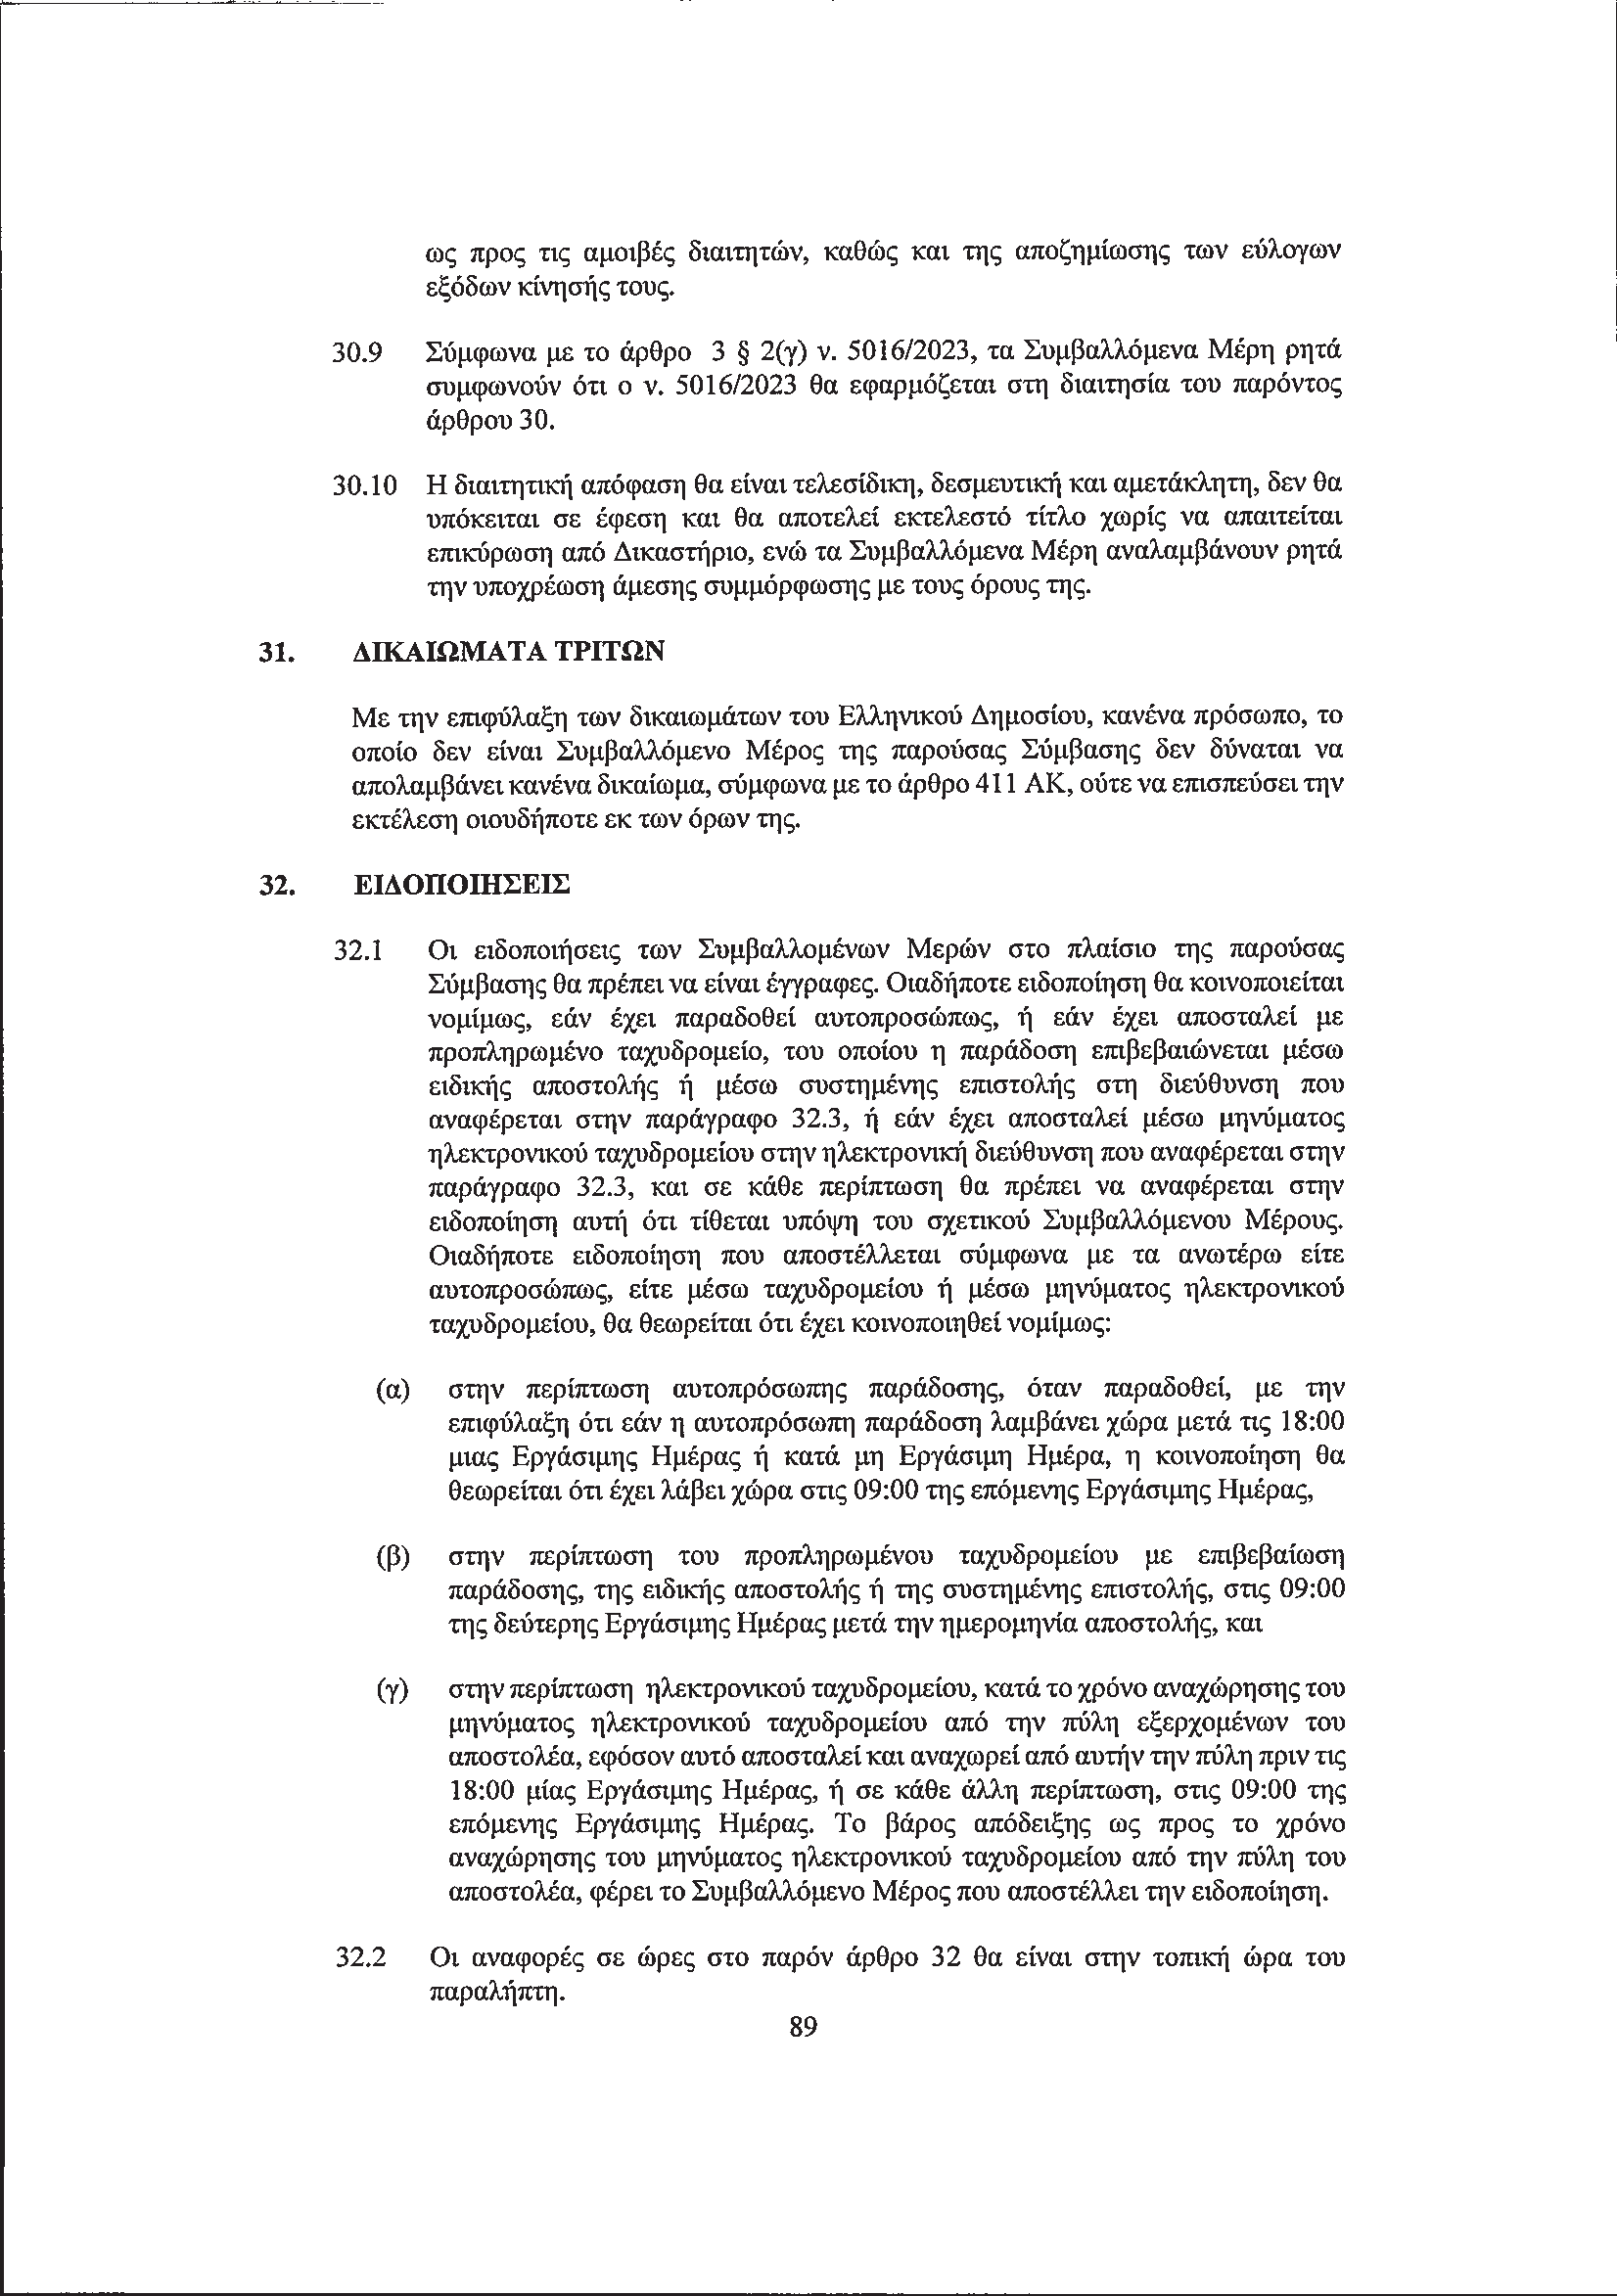 ως προς τις αμοιβές διαιτητών, καθώς και της αποζημίωσης των εύλογων
εξόδων κίνησής τους.
30.9 Σύμφωνα με το άρθρο 3 § 2(γ) ν. 5016/2023, τα Συμβαλλόμενα Μέρη ρητά
συμφωνούν ότι ο ν. 5016/2023 θα εφαρμόζεται στη διαιτησία του παρόντος
άρθρου 30.
30.10 Η διαιτητική απόφαση θα είναι τελεσίδικη, δεσμευτική και αμετάκλητη, δεν θα
υπόκειται σε έφεση και θα αποτελεί εκτελεστό τίτλο χωρίς να απαιτείται
επικύρωση από Δικαστήριο, ενώ τα Συμβαλλόμενα Μέρη αναλαμβάνουν ρητά
την υποχρέωση άμεσης συμμόρφωσης με τους όρους της.
31. ΔΙΚΑΙΩΜΑΤΑ ΤΡΙΤΩΝ
Με την επιφύλαξη των δικαιωμάτων του Ελληνικού Δημοσίου, κανένα πρόσωπο, το
οποίο δεν είναι Συμβαλλόμενο Μέρος της παρούσας Σύμβασης δεν δύναται να
απολαμβάνει κανένα δικαίωμα, σύμφωνα με το άρθρο 411 ΑΚ, ούτε να επισπεύσει την
εκτέλεση οιουδήποτε εκ των όρων της.
32. ΕΙΔΟΠΟΙΗΣΕΙΣ
32.1 Οι ειδοποιήσεις των Συμβαλλομένων Μερών στο πλαίσιο της παρούσας
Σύμβασης θα πρέπει να είναι έγγραφες. Οιαδήποτε ειδοποίηση θα κοινοποιείται
νομίμως, εάν έχει παραδοθεί αυτοπροσώπως, ή εάν έχει αποσταλεί με
προπληρωμένο ταχυδρομείο, του οποίου η παράδοση επιβεβαιώνεται μέσω
ειδικής αποστολής ή μέσω συστημένης επιστολής στη διεύθυνση που
αναφέρεται στην παράγραφο 32.3, ή εάν έχει αποσταλεί μέσω μηνύματος
ηλεκτρονικού ταχυδρομείου στην ηλεκτρονική διεύθυνση που αναφέρεται στην
παράγραφο 32.3, και σε κάθε περίπτωση θα πρέπει να αναφέρεται στην
ειδοποίηση αυτή ότι τίθεται υπόψη του σχετικού Συμβαλλόμενου Μέρους.
Οιαδήποτε ειδοποίηση που αποστέλλεται σύμφωνα με τα ανωτέρω είτε
αυτοπροσώπως, είτε μέσω ταχυδρομείου ή μέσω μηνύματος ηλεκτρονικού
ταχυδρομείου, θα θεωρείται ότι έχει κοινοποιηθεί νομίμως:
(α) στην περίπτωση αυτοπρόσωπης παράδοσης, όταν παραδοθεί, με την
επιφύλαξη ότι εάν η αυτοπρόσωπη παράδοση λαμβάνει χώρα μετά τις 18:00
μιας Εργάσιμης Ημέρας ή κατά μη Εργάσιμη Ημέρα, η κοινοποίηση θα
θεωρείται ότι έχει λάβει χώρα στις 09:00 της επόμενης Εργάσιμης Ημέρας,
(β) στην περίπτωση του προπληρωμένου ταχυδρομείου με επιβεβαίωση
παράδοσης, της ειδικής αποστολής ή της συστημένης επιστολής, στις 09:00
της δεύτερης Εργάσιμης Ημέρας μετά την ημερομηνία αποστολής, και
(γ) στην περίπτωση ηλεκτρονικού ταχυδρομείου, κατά το χρόνο αναχώρησης του
μηνύματος ηλεκτρονικού ταχυδρομείου από την πύλη εξερχομένων του
αποστολέα, εφόσον αυτό αποσταλεί και αναχωρεί από αυτήν την πύλη πριν τις
18:00 μίας Εργάσιμης Ημέρας, ή σε κάθε άλλη περίπτωση, στις 09:00 της
επόμενης Εργάσιμης Ημέρας. Το βάρος απόδειξης ως προς το χρόνο
αναχώρησης του μηνύματος ηλεκτρονικού ταχυδρομείου από την πύλη του
αποστολέα, φέρει το Συμβαλλόμενο Μέρος που αποστέλλει την ειδοποίηση.
32.2 Οι αναφορές σε ώρες στο παρόν άρθρο 32 θα είναι στην τοπική ώρα του
παραλήπτη.
89